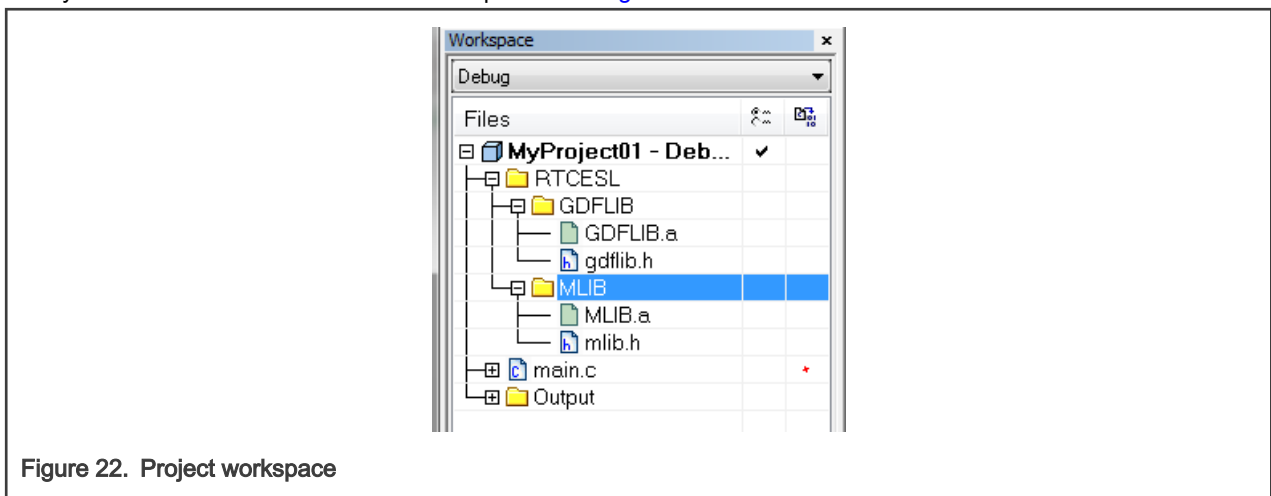 Workspace x
Debug
Files
MyProject01 - Deb...
RTCESL
GDFLIB
GDFLIB.a
gdflib.h
MLIB
MLIB.a
mlib.h
main.c
Output
Figure 22. Project workspace